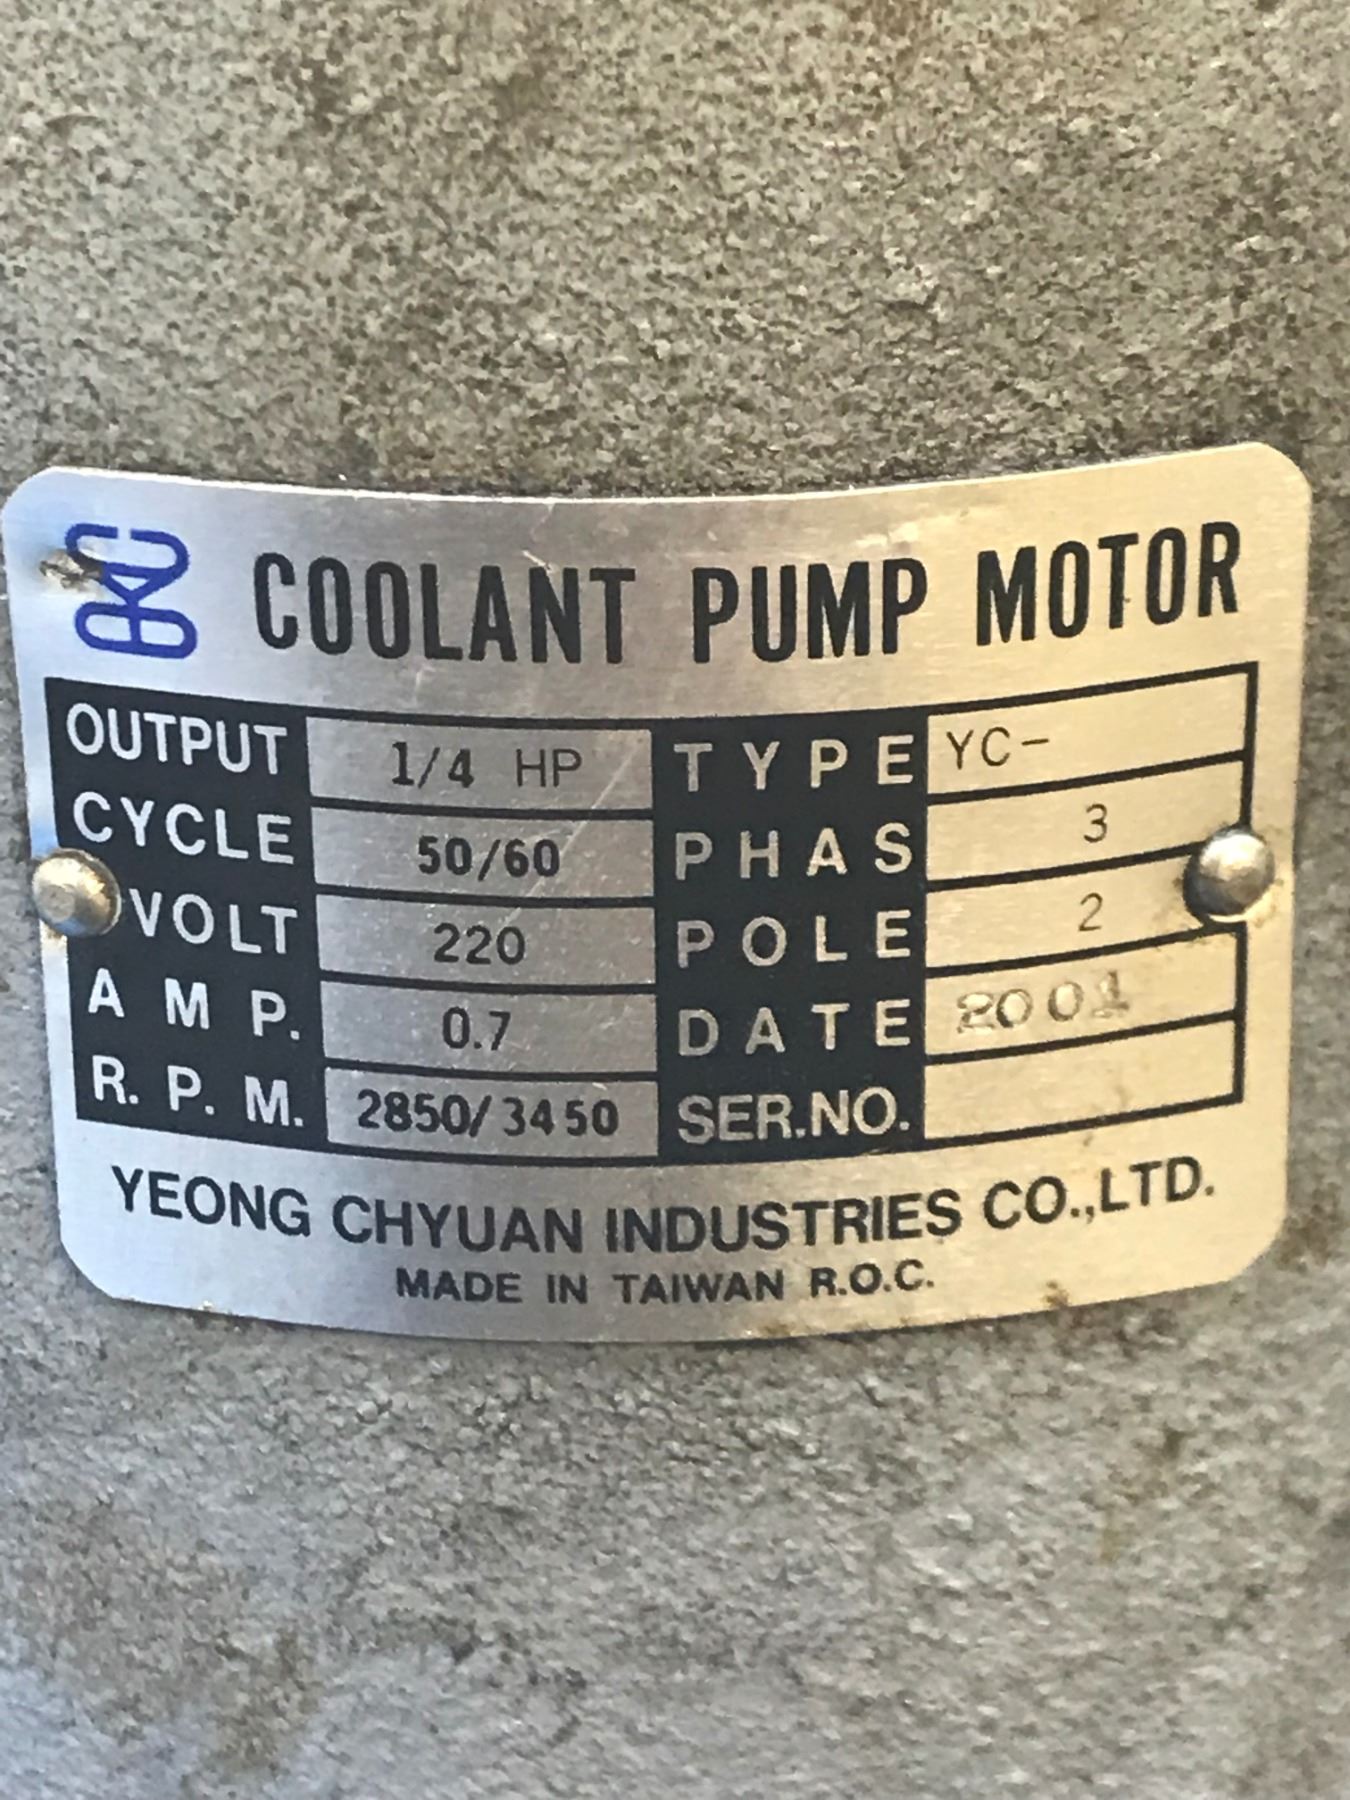 COOLANT PUMP MOTOR
OUTPUT 1/4 HP TYPE YC-
CYCLE 50/60 PHAS 3
VOLT 220 POLE 2
AMP. 0.7 DATE 2001
R.P.M. 2850/3450 SER.NO.
YEONG CHYUAN INDUSTRIES CO.,LTD.
MADE IN TAIWAN R.O.C.